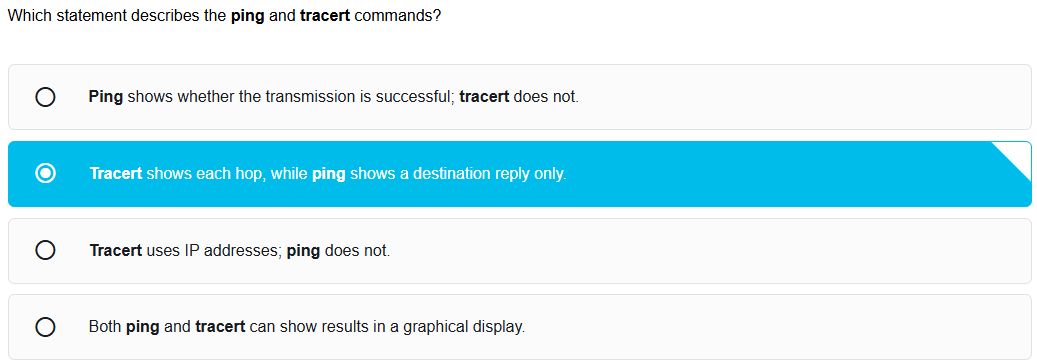 Which statement describes the ping and tracert commands?
Ping shows whether the transmission is successful; tracert does not.
Tracert shows each hop, while ping shows a destination reply only.
Tracert uses IP addresses; ping does not.
Both ping and tracert can show results in a graphical display.